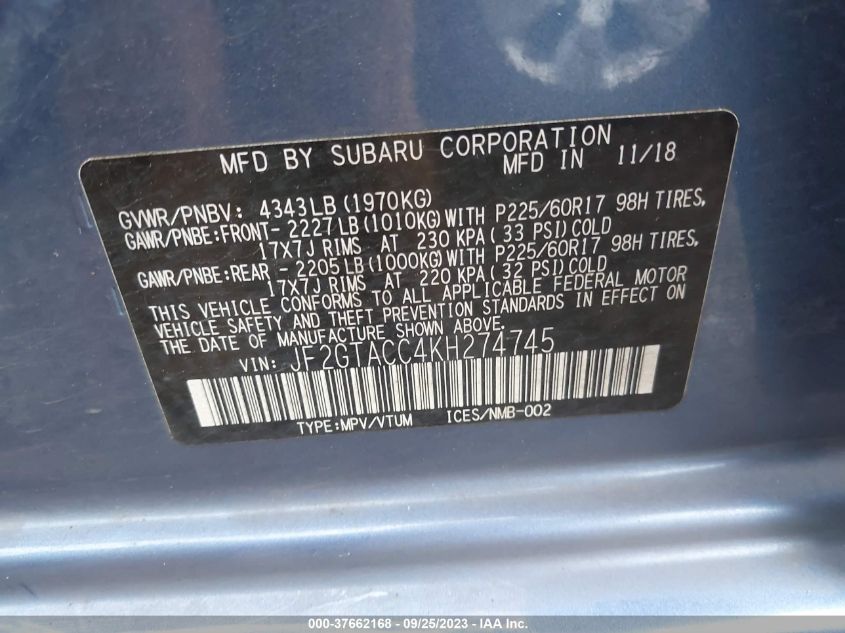 MFD BY SUBARU CORPORATION
MFD IN 11/18
GVWR/PNBV: 4343LB (1970KG)
GAWR/PNBE:FRONT- 2227LB(1010KG)WITH P225/60R17 98H TIRES,
17X7J RIMS AT 230 KPA( 33 PSI)COLD
GAWR/PNBE:REAR - 2205LB(1000KG)WITH P225/60R17 98H TIRES,
17X7J RIMS AT 220 KPA( 32 PSI)COLD
THIS VEHICLE CONFORMS TO ALL APPLICABLE FEDERAL MOTOR
VEHICLE SAFETY AND THEFT PREVENTION STANDARDS IN EFFECT ON
THE DATE OF MANUFACTURE SHOWN ABOVE.
VIN: JF2GTACC4KH274745
TYPE:MPV/VTUM ICES/NMB-002
000-37662168 - 09/25/2023 - IAA Inc.